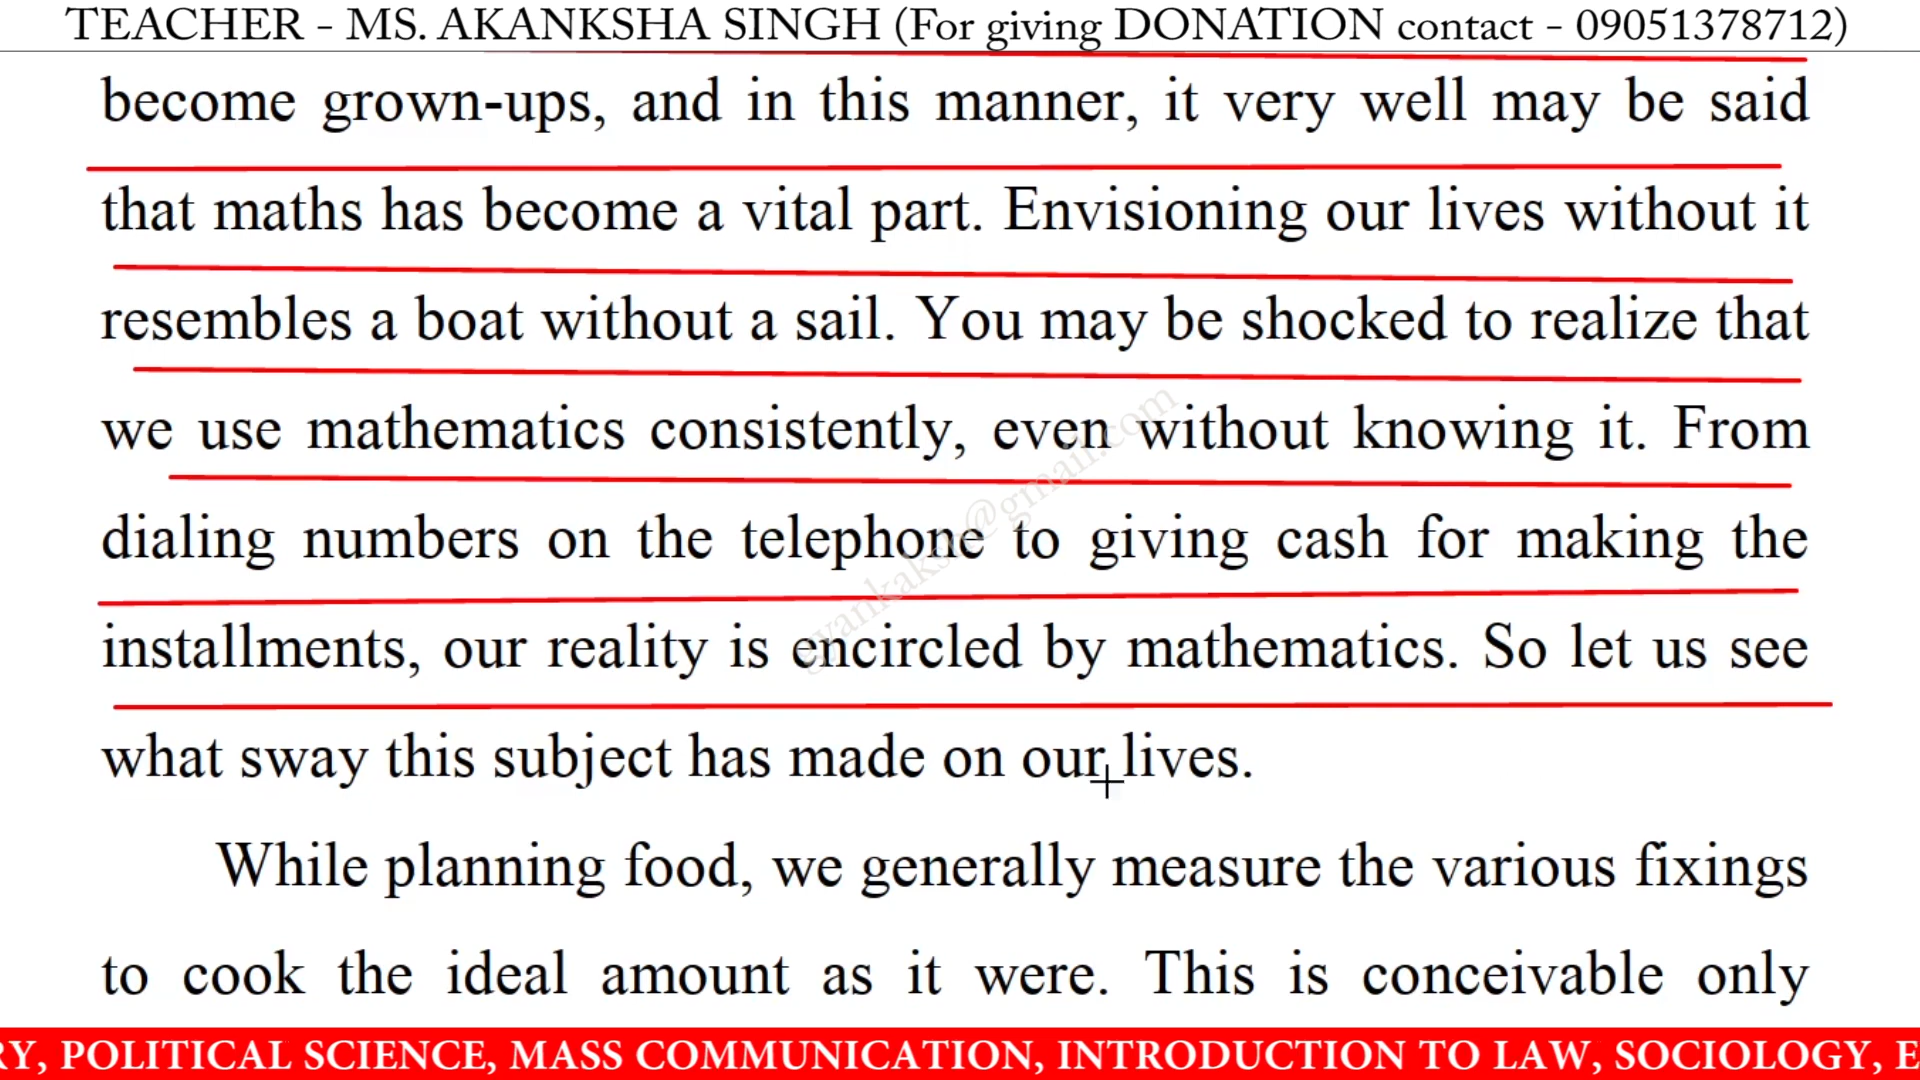 TEACHER - MS. AKANKSHA SINGH (For giving DONATION contact - 09051378712)
become grown-ups, and in this manner, it very well may be said
that maths has become a vital part. Envisioning our lives without it
resembles a boat without a sail. You may be shocked to realize that
we use mathematics consistently, even without knowing it. From
dialing numbers on the telephone to giving cash for making the
installments, our reality is encircled by mathematics. So let us see
what sway this subject has made on our lives.
While planning food, we generally measure the various fixings
to cook the ideal amount as it were. This is conceivable only
RY, POLITICAL SCIENCE, MASS COMMUNICATION, INTRODUCTION TO LAW, SOCIOLOGY, E